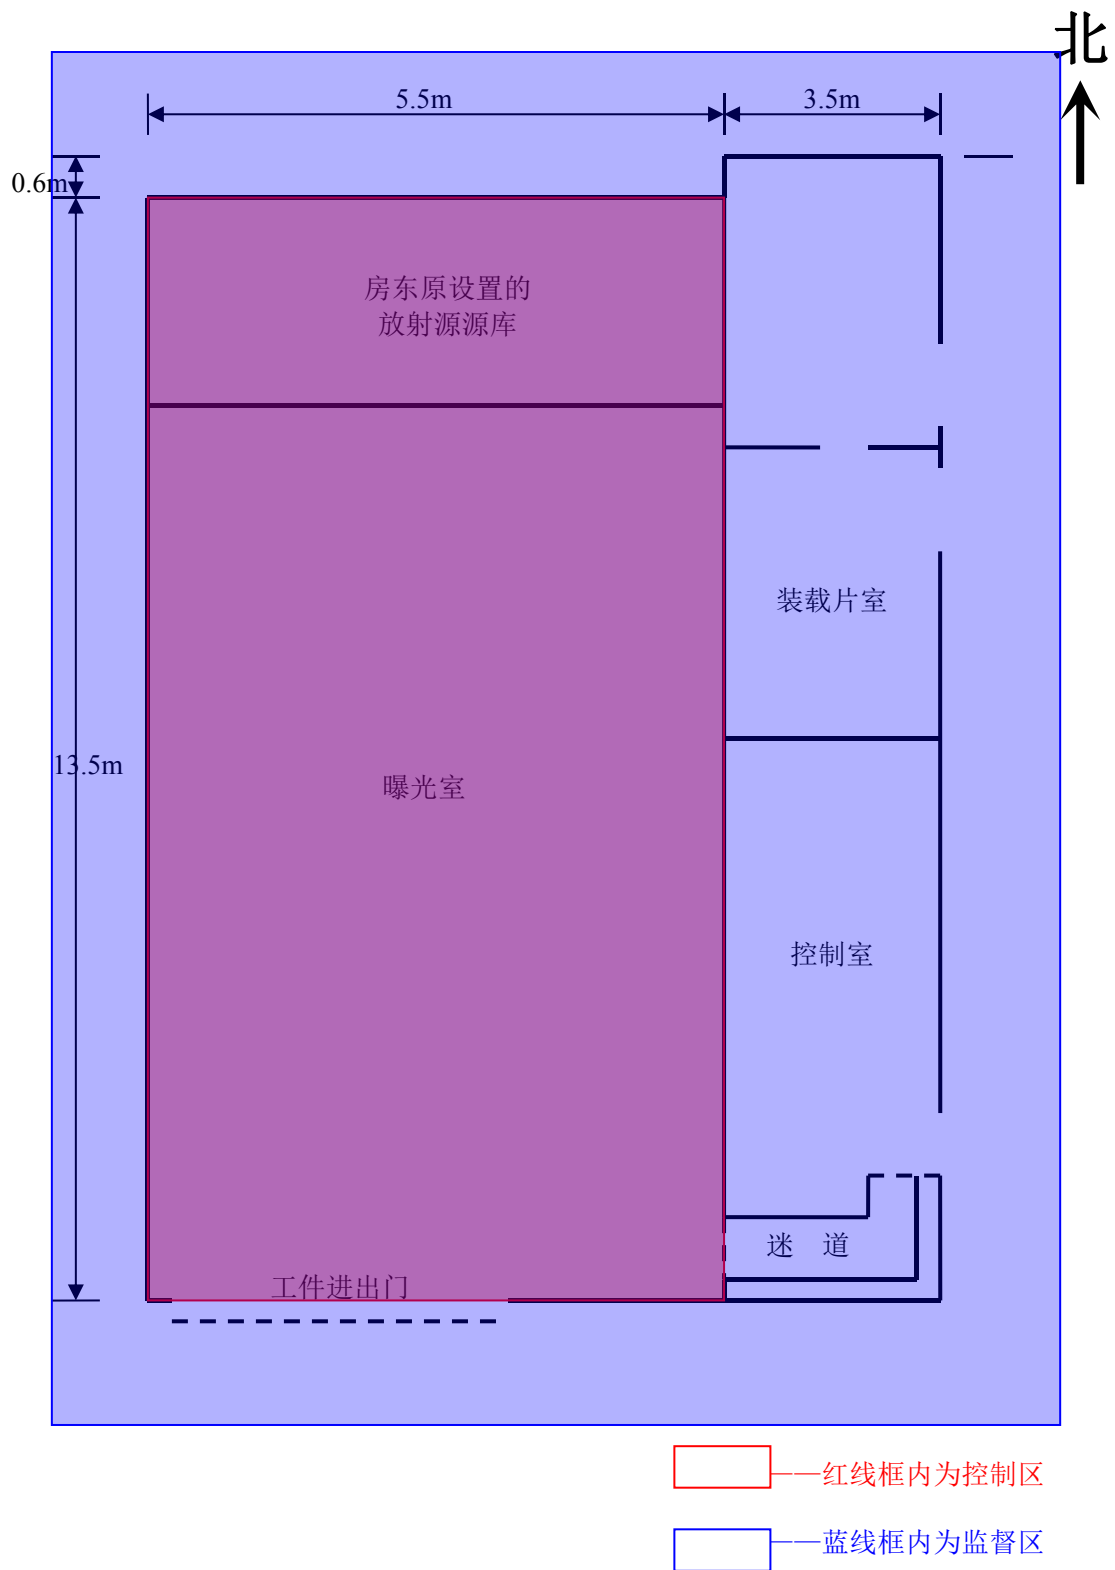 北
5.5m
3.5m
0.6m
房东原设置的
放射源源库
装载片室
13.5m
曝光室
控制室
迷 道
工件进出门
——红线框内为控制区
——蓝线框内为监督区